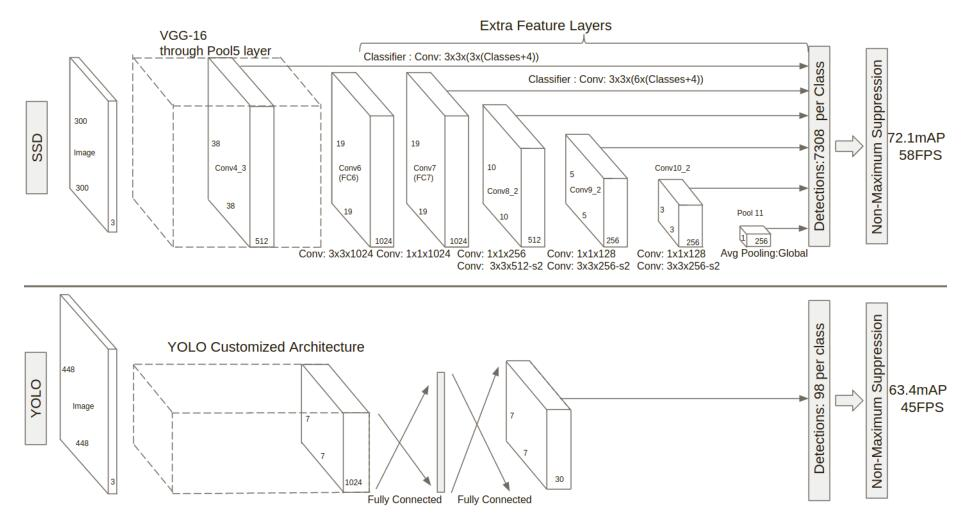 Extra Feature Layers
VGG-16
through Pool5 layer
Classifier : Conv: 3x3x(3x(Classes+4))
Classifier : Conv: 3x3x(6x(Classes+4))
SSD
300
Image
300
3
38
Conv4_3
38
512
19
Conv6
(FC6)
19
1024
19
Conv7
(FC7)
19
1024
10
Conv8_2
10
512
5
Conv9_2
5
256
Conv10_2
3
3
256
Pool 11
1
256
Conv: 3x3x1024
Conv: 1x1x1024
Conv: 1x1x256
Conv: 3x3x512-s2
Conv: 1x1x128
Conv: 3x3x256-s2
Conv: 1x1x128
Conv: 3x3x256-s2
Avg Pooling:Global
Detections:7308 per Class
Non-Maximum Suppression
72.1mAP
58FPS
YOLO
448
Image
448
3
YOLO Customized Architecture
7
7
1024
Fully Connected
Fully Connected
7
7
30
Detections: 98 per class
Non-Maximum Suppression
63.4mAP
45FPS